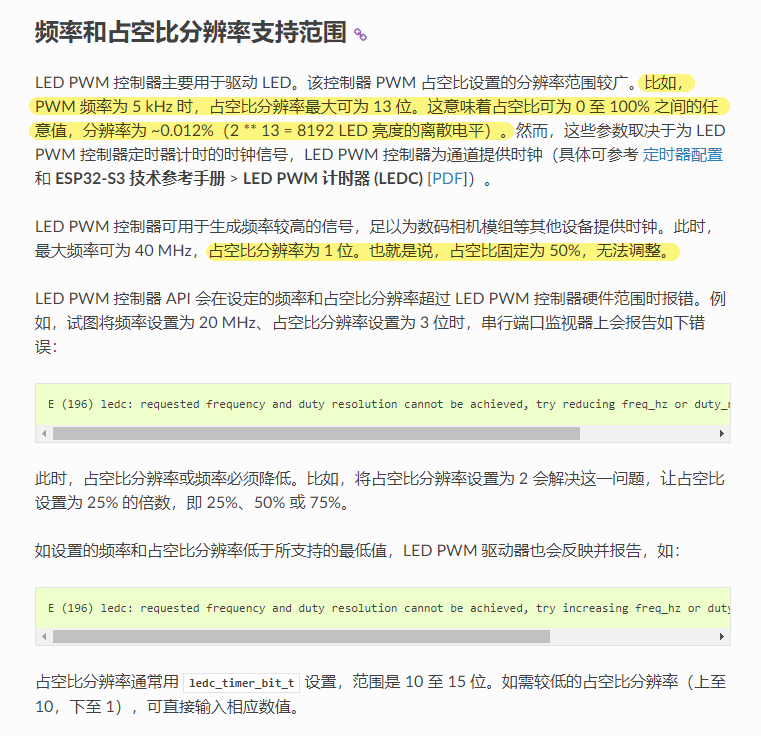 频率和占空比分辨率支持范围
LED PWM 控制器主要用于驱动 LED。该控制器 PWM 占空比设置的分辨率范围较广。比如，
PWM 频率为 5 kHz 时，占空比分辨率最大可为 13 位。这意味着占空比可为 0 至 100% 之间的任
意值，分辨率为 ~0.012%（2 ** 13 = 8192 LED 亮度的离散电平）。然而，这些参数取决于为 LED
PWM 控制器定时器计时的时钟信号，LED PWM 控制器为通道提供时钟（具体可参考 定时器配置
和 ESP32-S3 技术参考手册 > LED PWM 计时器 (LEDC) [PDF]）。
LED PWM 控制器可用于生成频率较高的信号，足以为数码相机模组等其他设备提供时钟。此时，
最大频率可为 40 MHz，占空比分辨率为 1 位。也就是说，占空比固定为 50%，无法调整。
LED PWM 控制器 API 会在设定的频率和占空比分辨率超过 LED PWM 控制器硬件范围时报错。例
如，试图将频率设置为 20 MHz、占空比分辨率设置为 3 位时，串行端口监视器上会报告如下错
误：
E (196) ledc: requested frequency and duty resolution cannot be achieved, try reducing freq_hz or duty_
此时，占空比分辨率或频率必须降低。比如，将占空比分辨率设置为 2 会解决这一问题，让占空比
设置为 25% 的倍数，即 25%、50% 或 75%。
如设置的频率和占空比分辨率低于所支持的最低值，LED PWM 驱动器也会反映并报告，如：
E (196) ledc: requested frequency and duty resolution cannot be achieved, try increasing freq_hz or duty
占空比分辨率通常用 ledc_timer_bit_t 设置，范围是 10 至 15 位。如需较低的占空比分辨率（上至
10，下至 1），可直接输入相应数值。